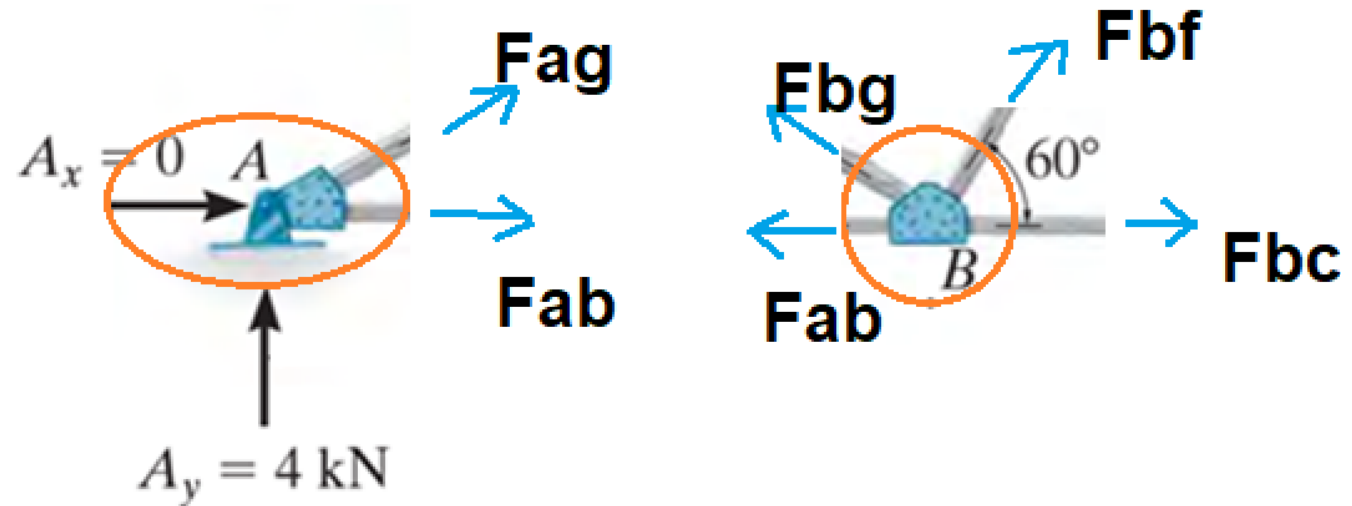 Fag
Fbf
Fbg
A_x = 0
A
60°
Fab
B
Fbc
Fab
A_y = 4 kN